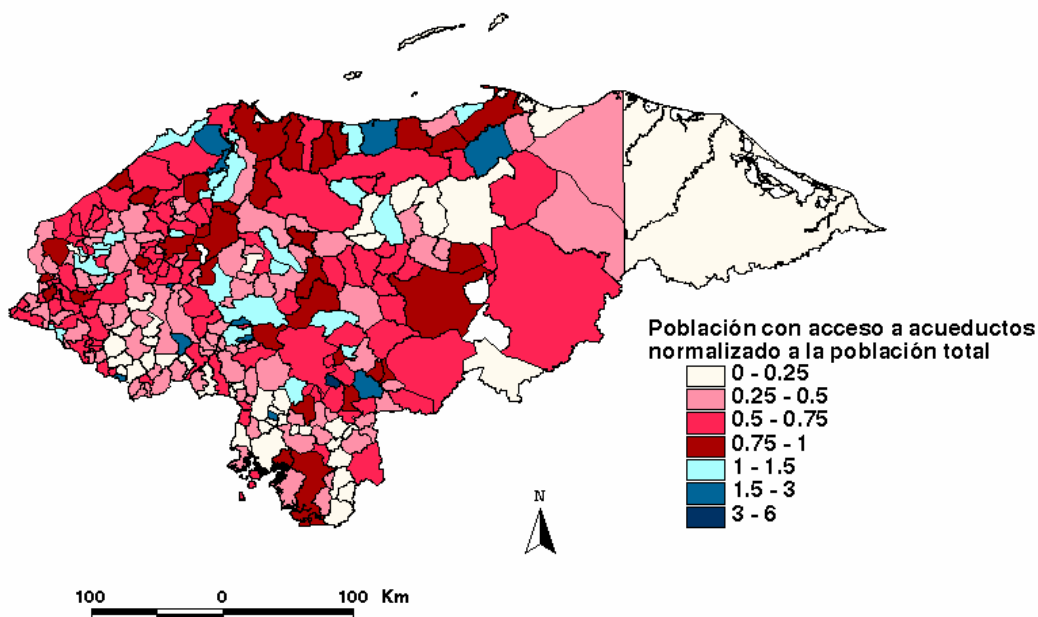 Población con acceso a acueductos
normalizado a la población total
0 - 0.25
0.25 - 0.5
0.5 - 0.75
0.75 - 1
1 - 1.5
1.5 - 3
3 - 6
N
100 0 100 Km